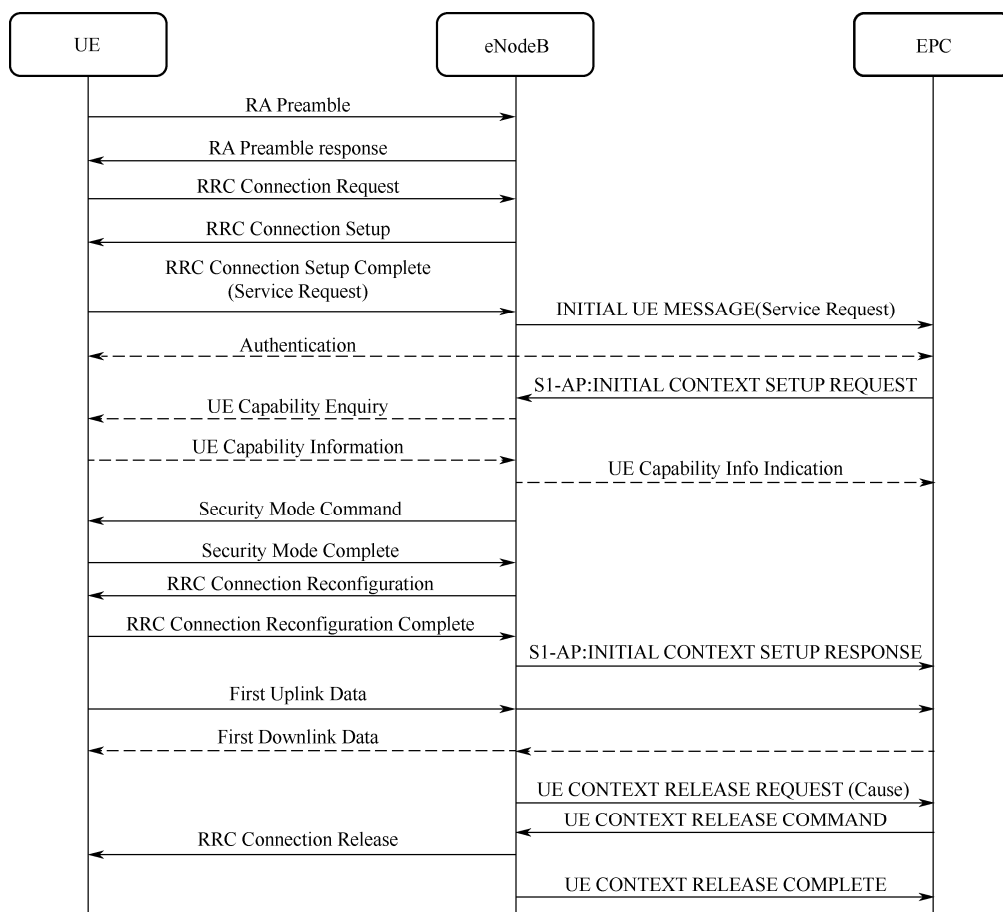 UE
eNodeB
EPC
RA Preamble
RA Preamble response
RRC Connection Request
RRC Connection Setup
RRC Connection Setup Complete
(Service Request)
INITIAL UE MESSAGE(Service Request)
Authentication
S1-AP:INITIAL CONTEXT SETUP REQUEST
UE Capability Enquiry
UE Capability Information
UE Capability Info Indication
Security Mode Command
Security Mode Complete
RRC Connection Reconfiguration
RRC Connection Reconfiguration Complete
S1-AP:INITIAL CONTEXT SETUP RESPONSE
First Uplink Data
First Downlink Data
UE CONTEXT RELEASE REQUEST (Cause)
UE CONTEXT RELEASE COMMAND
RRC Connection Release
UE CONTEXT RELEASE COMPLETE